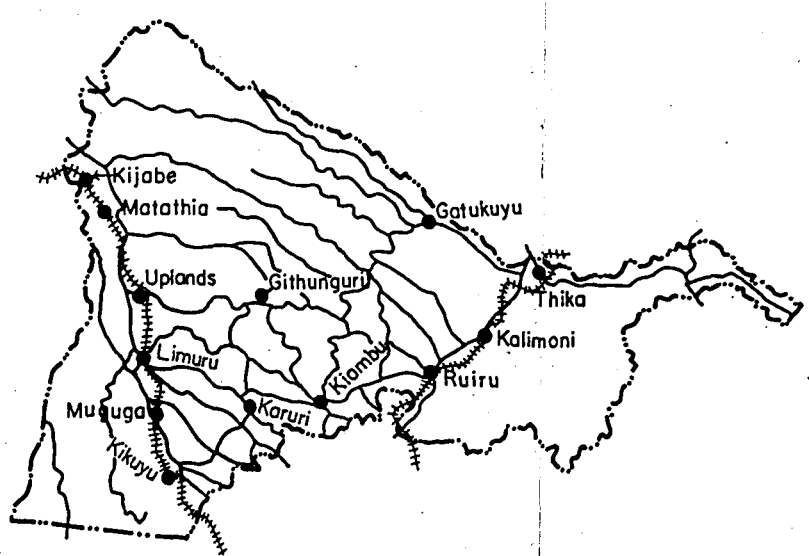 Kijabe
Matathia
Gatukuyu
Uplands
Githunguri
Thika
Kalimoni
Limuru
Kiambu
Ruiru
Karuri
Muguga
Kikuyu